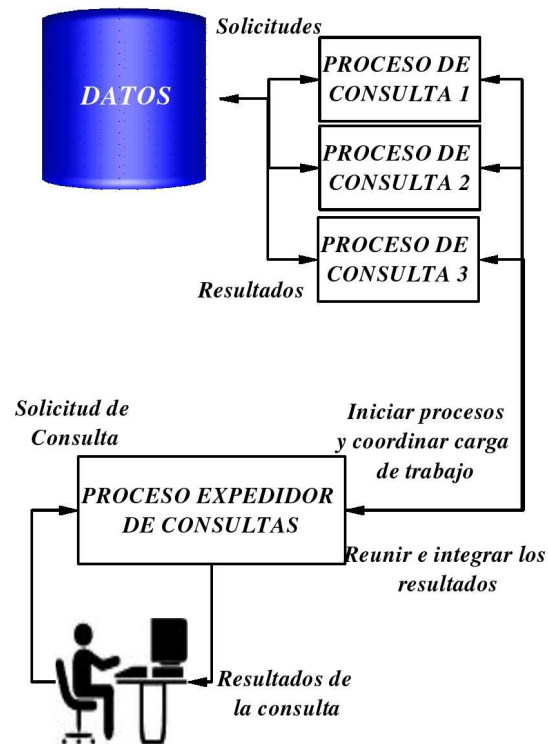 Solicitudes
DATOS
PROCESO DE
CONSULTA 1
PROCESO DE
CONSULTA 2
PROCESO DE
CONSULTA 3
Resultados
Solicitud de
Consulta
Iniciar procesos
y coordinar carga
de trabajo
PROCESO EXPEDIDOR
DE CONSULTAS
Reunir e integrar los
resultados
Resultados de
la consulta